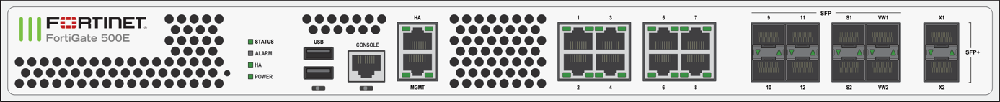 FORTINET®
FortiGate 500E
STATUS
ALARM
HA
POWER
USB
CONSOLE
HA
MGMT
1 3
2 4
5 7
6 8
SFP
9 11 S1 VW1
10 12 S2 VW2
X1
X2
SFP+